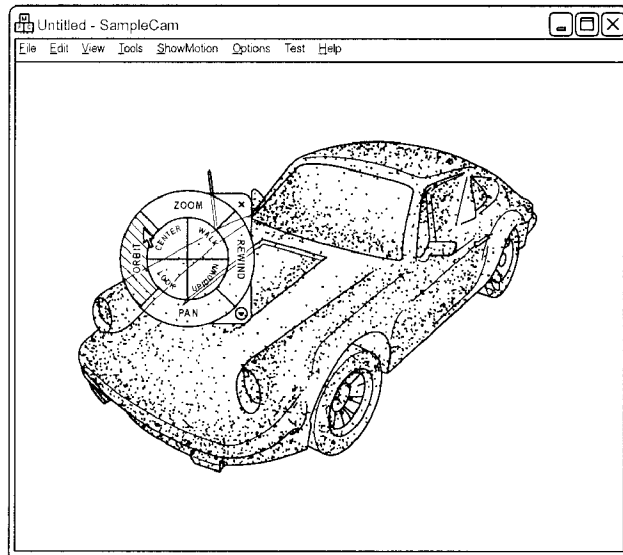 Untitled - SampleCam
File Edit View Tools ShowMotion Options Test Help
ZOOM
CENTER WALK
ORBIT REWIND
LOOK UP/DOWN
PAN